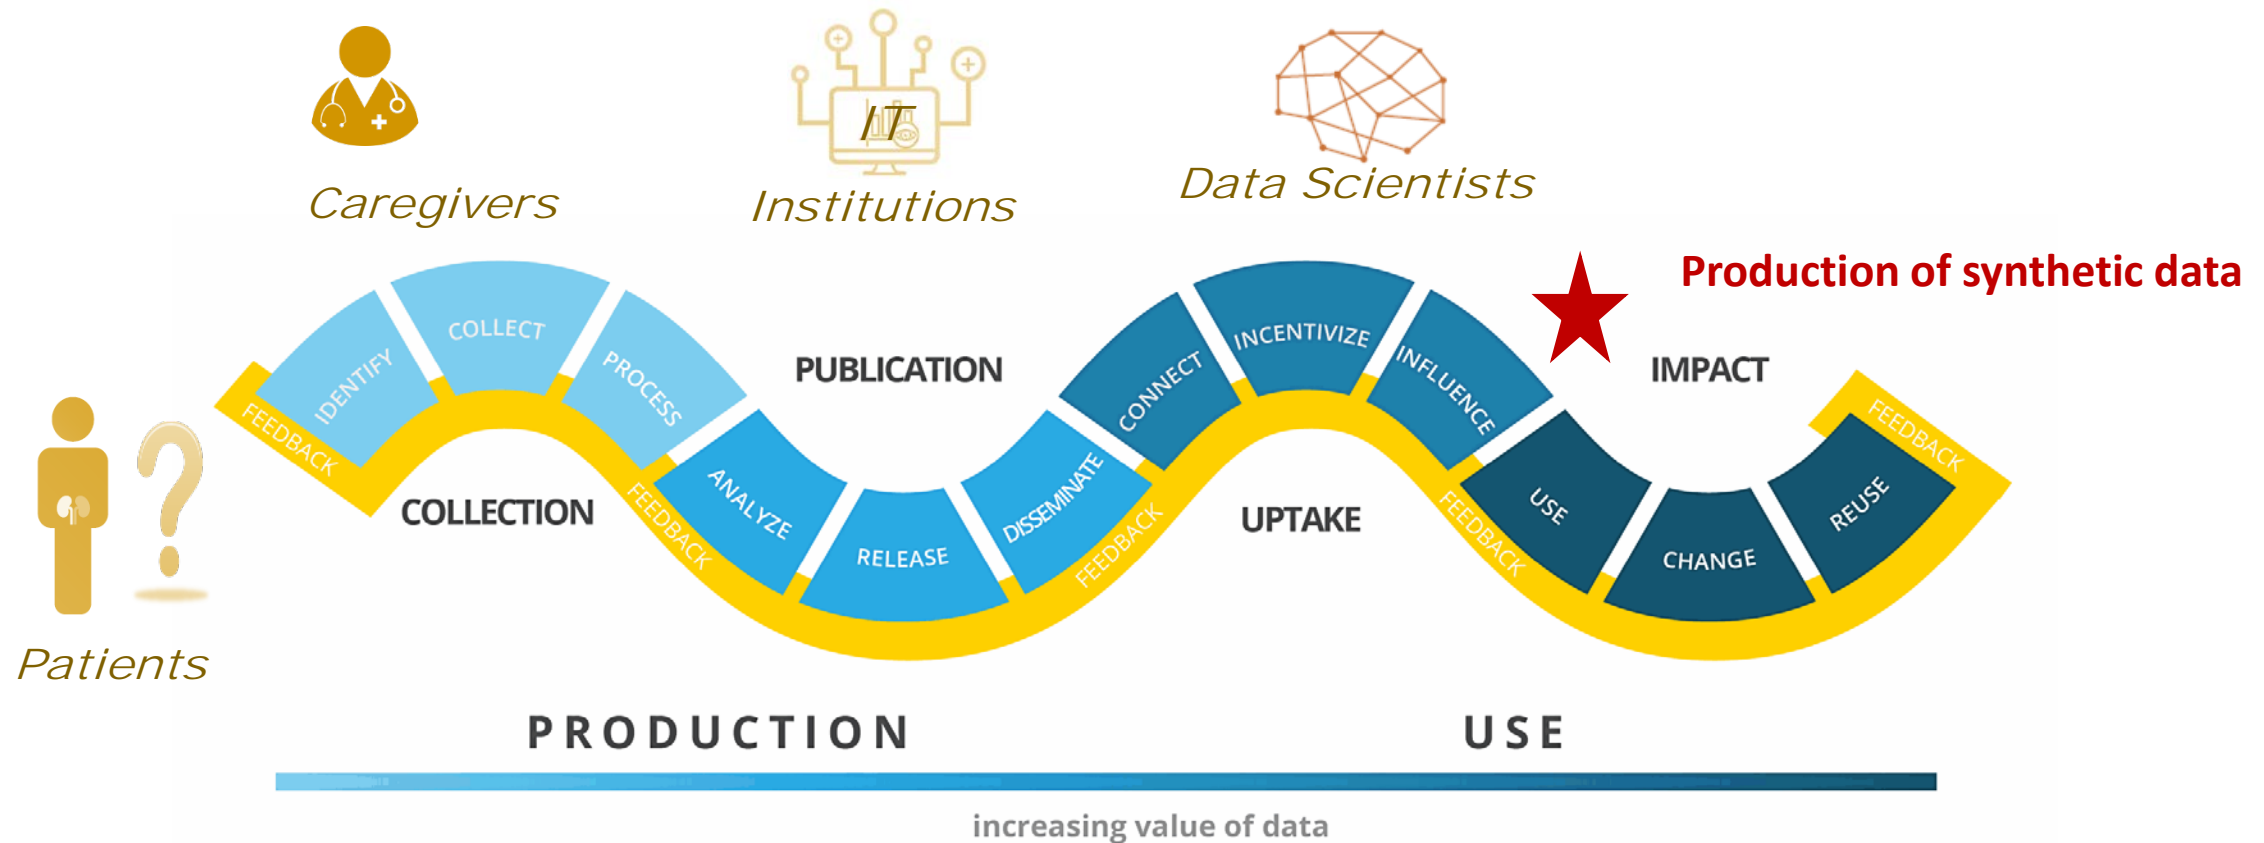 IT
Caregivers
Institutions
Data Scientists
Production of synthetic data
Patients
FEEDBACK
IDENTIFY
COLLECT
PROCESS
COLLECTION
FEEDBACK
PUBLICATION
ANALYZE
RELEASE
DISSEMINATE
FEEDBACK
CONNECT
INCENTIVIZE
INFLUENCE
UPTAKE
FEEDBACK
IMPACT
USE
CHANGE
REUSE
FEEDBACK
PRODUCTION
USE
increasing value of data